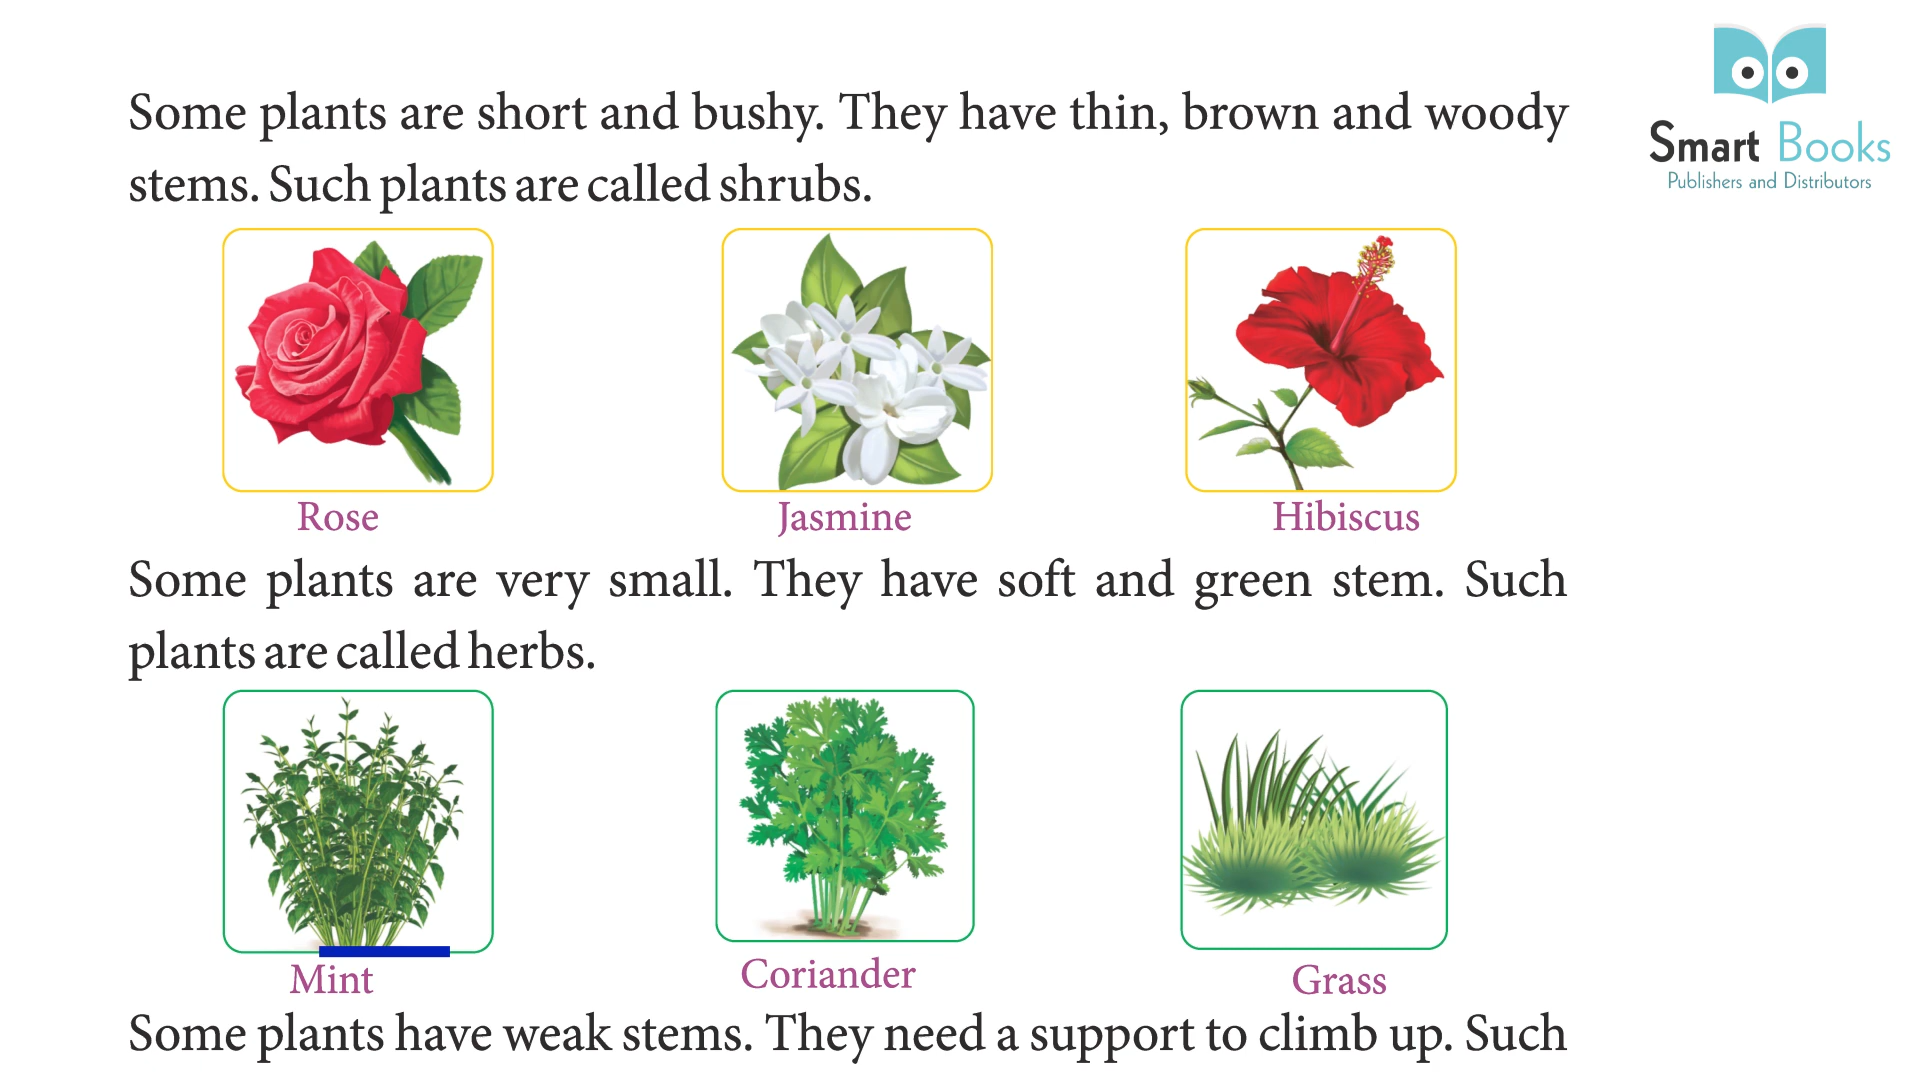 Some plants are short and bushy. They have thin, brown and woody
stems. Such plants are called shrubs.
Smart Books
Publishers and Distributors
Rose
Jasmine
Hibiscus
Some plants are very small. They have soft and green stem. Such
plants are called herbs.
Mint
Coriander
Grass
Some plants have weak stems. They need a support to climb up. Such